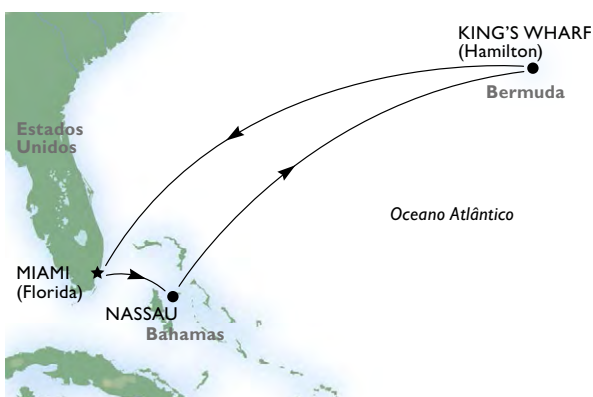 KING'S WHARF
(Hamilton)
Bermuda
Estados
Unidos
Oceano Atlântico
MIAMI
(Florida)
NASSAU
Bahamas